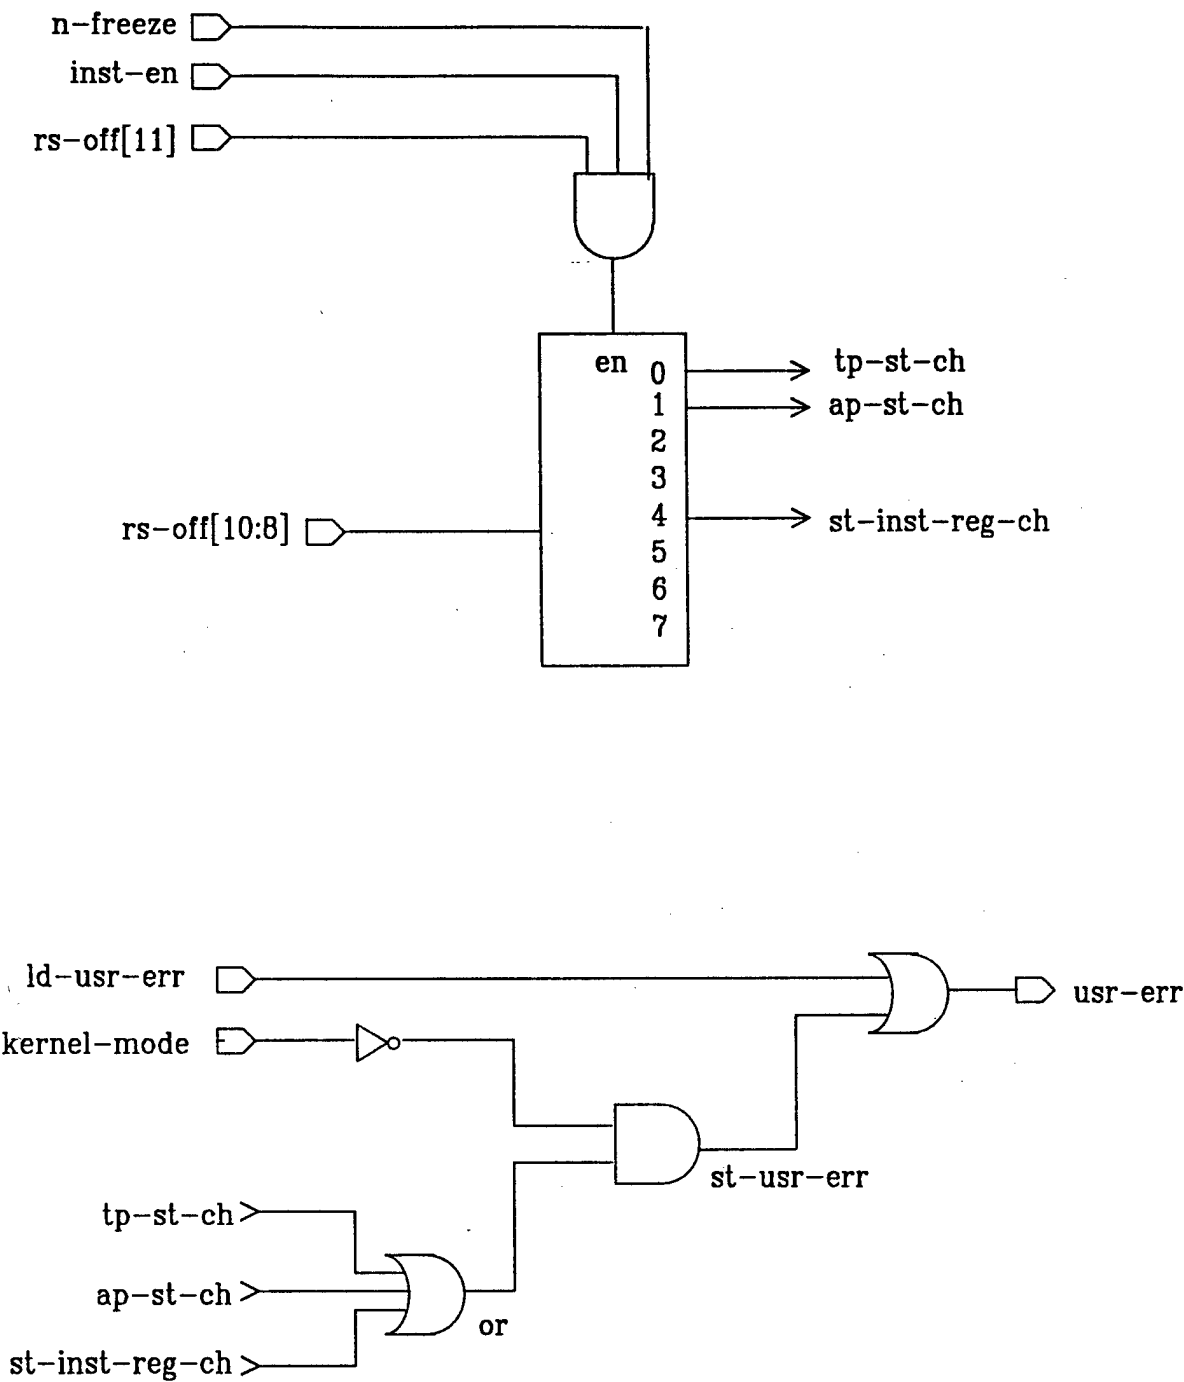 n-freeze
inst-en
rs-off[11]
en
0
tp-st-ch
1
ap-st-ch
2
3
4
st-inst-reg-ch
rs-off[10:8]
5
6
7
ld-usr-err
usr-err
kernel-mode
st-usr-err
tp-st-ch
ap-st-ch
or
st-inst-reg-ch